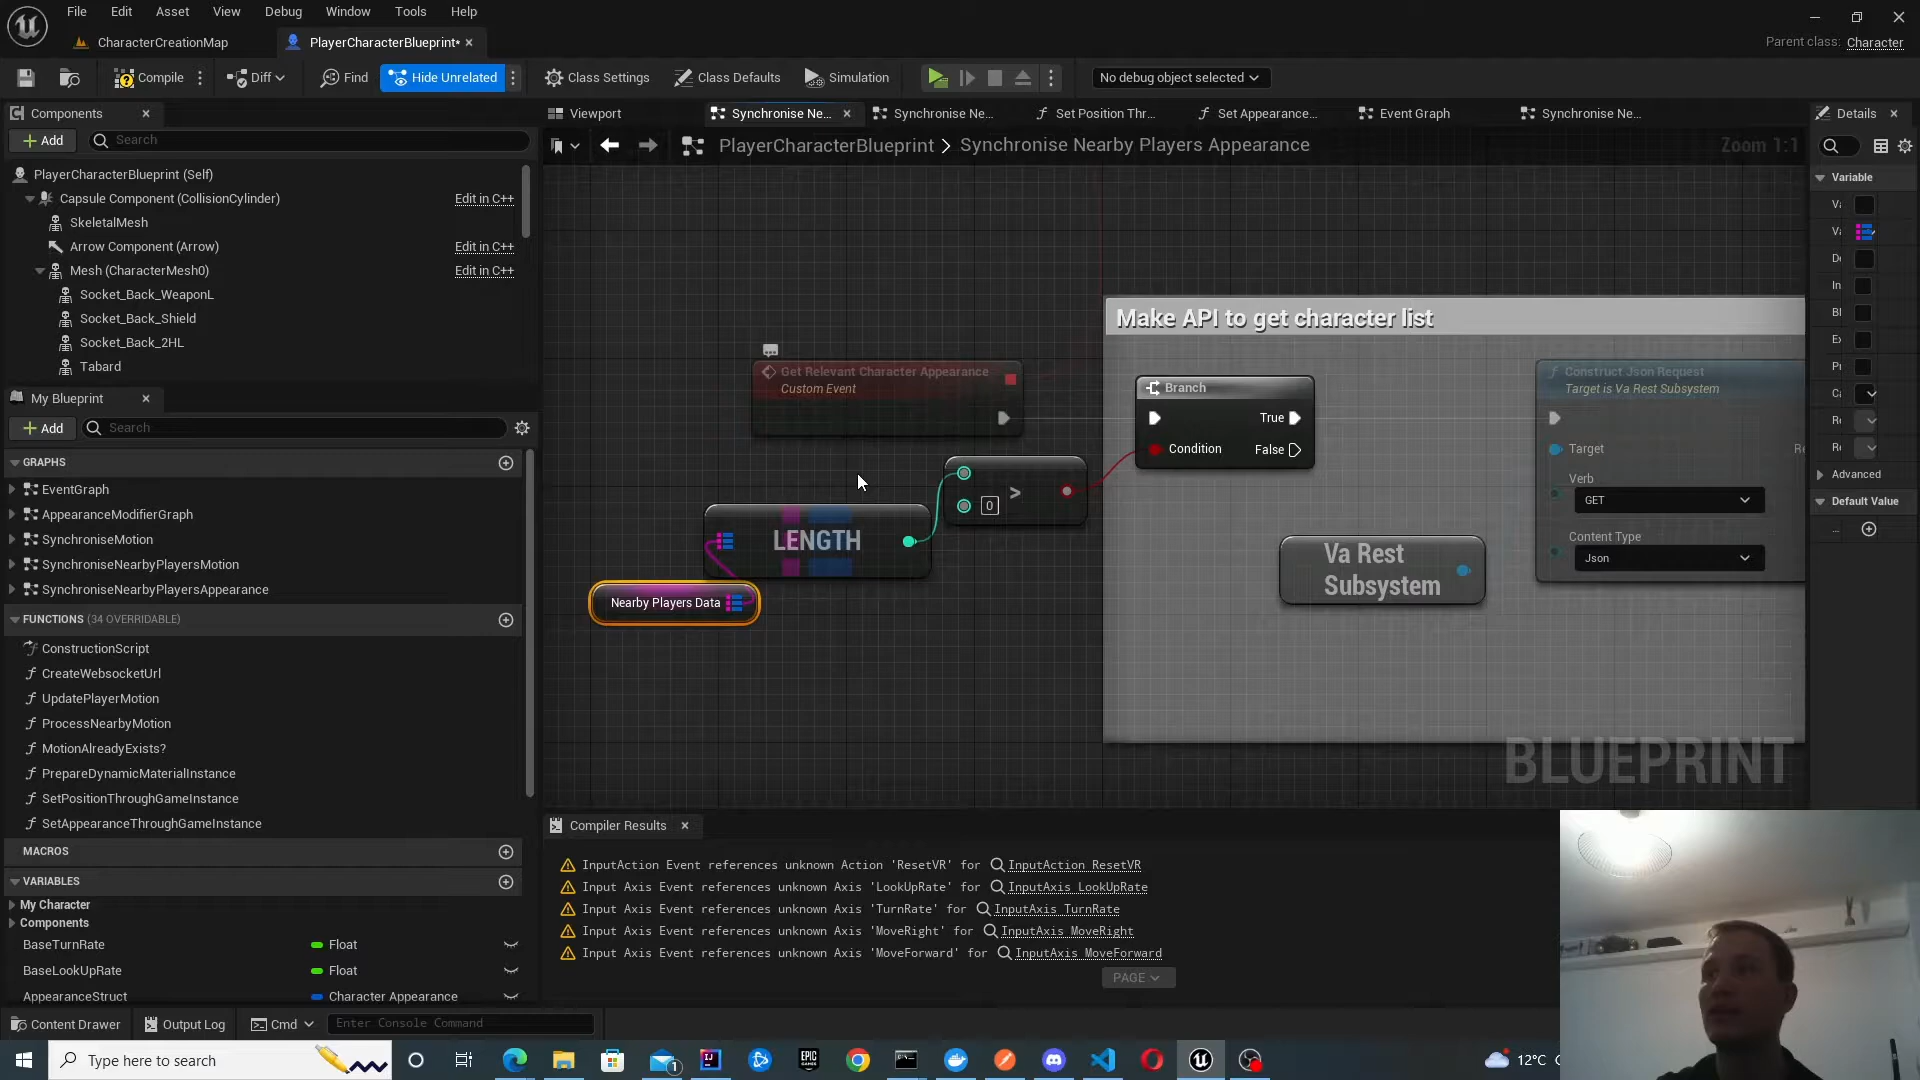 File Edit View Asset Debug Window Tools Help
CharacterCreationMap
PlayerCharacterBlueprint*
Parent class: Character
Compile
Diff
Find
Hide Unrelated
Class Settings
Class Defaults
Simulation
No debug object selected
Components
Add
Search
PlayerCharacterBlueprint (Self)
Capsule Component (CollisionCylinder) Edit in C++
SkeletalMesh
Arrow Component (Arrow) Edit in C++
Mesh (CharacterMesh0) Edit in C++
Socket_Back_WeaponL
Socket_Back_Shield
Socket_Back_2HL
Tabard
My Blueprint
Add
Search
GRAPHS
EventGraph
AppearanceModifierGraph
SynchroniseMotion
SynchroniseNearbyPlayersMotion
SynchroniseNearbyPlayersAppearance
FUNCTIONS (34 OVERRIDABLE)
ConstructionScript
CreateWebsocketUrl
UpdatePlayerMotion
ProcessNearbyMotion
MotionAlreadyExists?
PrepareDynamicMaterialInstance
SetPositionThroughGameInstance
SetAppearanceThroughGameInstance
MACROS
VARIABLES
My Character
Components
BaseTurnRate Float
BaseLookUpRate Float
AppearanceStruct Character Appearance
Viewport
Synchronise Ne...
Synchronise Ne...
Set Position Thr...
Set Appearance...
Event Graph
Synchronise Ne...
PlayerCharacterBlueprint > Synchronise Nearby Players Appearance
Zoom 1:1
Make API to get character list
Get Relevant Character Appearance
Custom Event
Branch
True
Condition False
0 >
LENGTH
Nearby Players Data
Va Rest
Subsystem
Construct Json Request
Target is Va Rest Subsystem
Target Re
Verb
GET
Content Type
Json
BLUEPRINT
Compiler Results
InputAction Event references unknown Action 'ResetVR' for InputAction ResetVR
Input Axis Event references unknown Axis 'LookUpRate' for InputAxis LookUpRate
Input Axis Event references unknown Axis 'TurnRate' for InputAxis TurnRate
Input Axis Event references unknown Axis 'MoveRight' for InputAxis MoveRight
Input Axis Event references unknown Axis 'MoveForward' for InputAxis MoveForward
PAGE
Details
Variable
Advanced
Default Value
...
Content Drawer
Output Log
Cmd
Enter Console Command
Type here to search
12°C